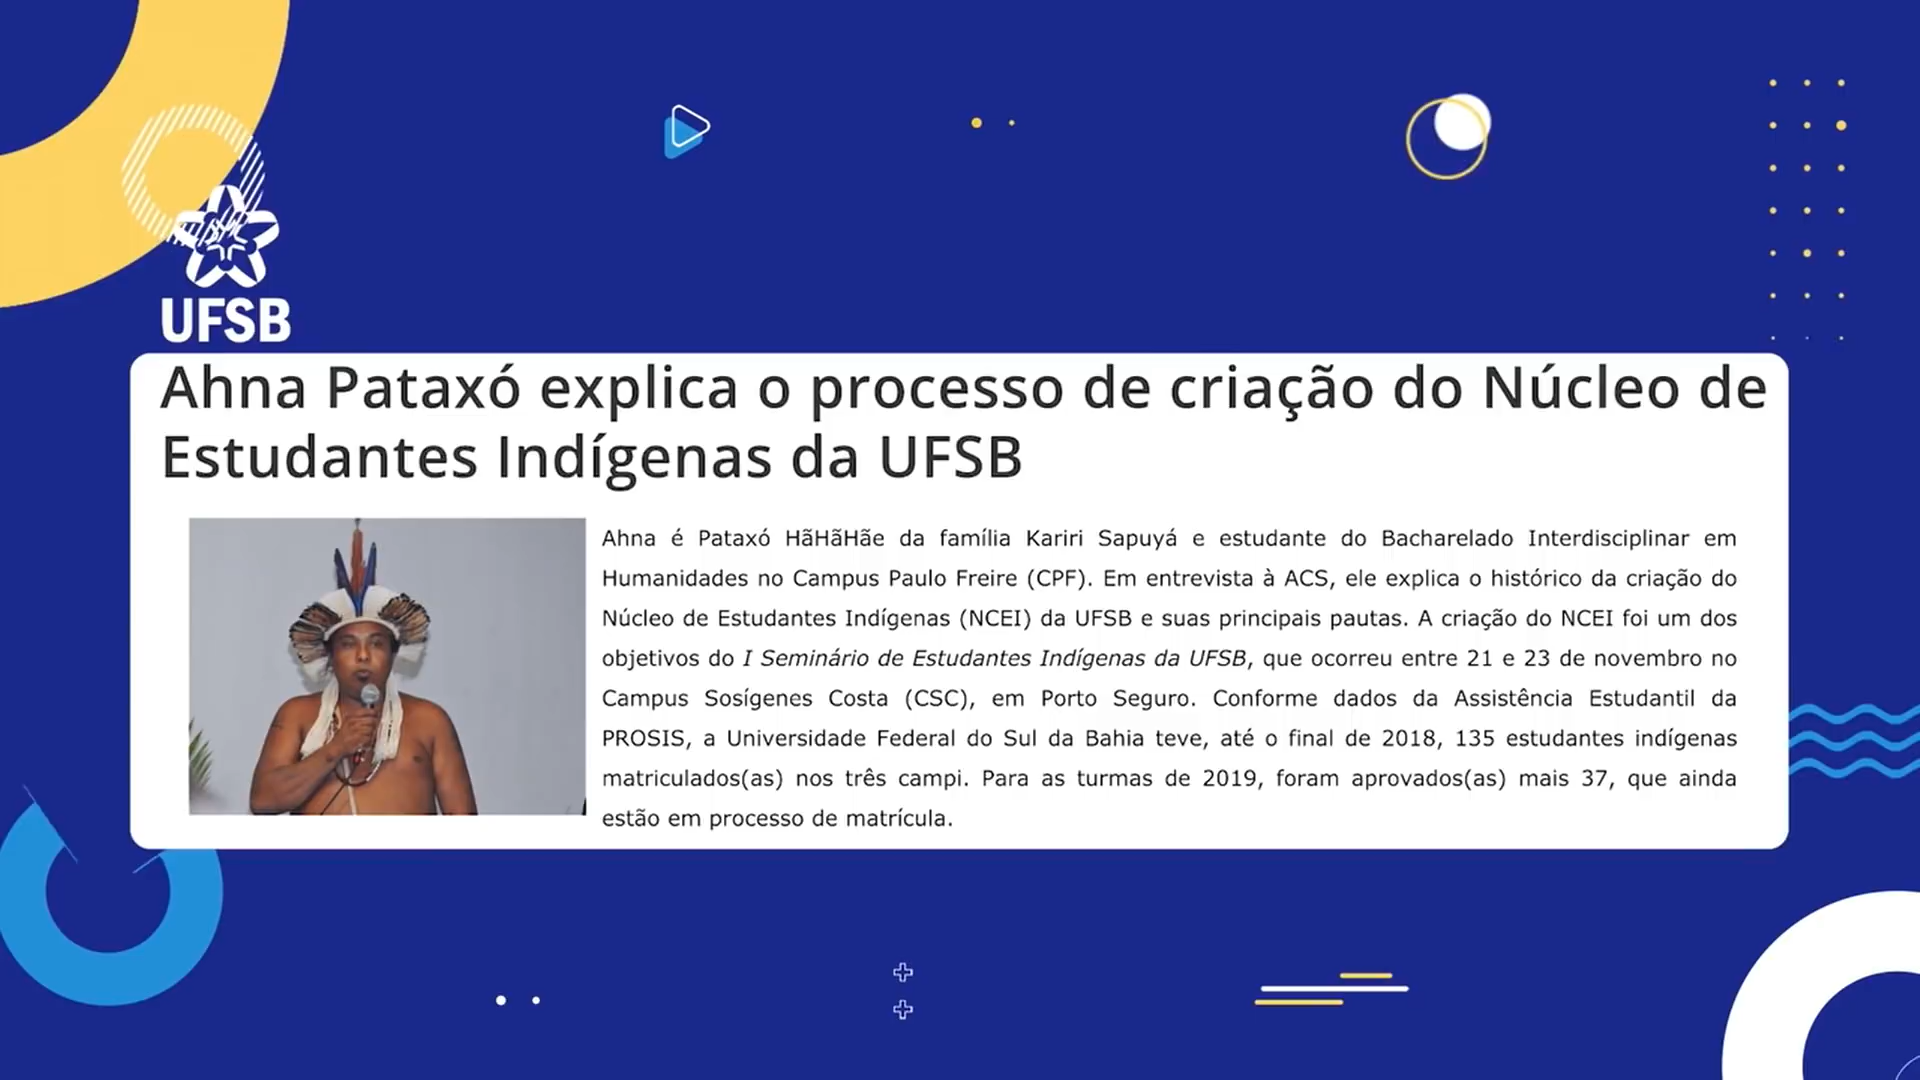 UFSB
Ahna Pataxó explica o processo de criação do Núcleo de
Estudantes Indígenas da UFSB
Ahna é Pataxó HãHãHãe da família Kariri Sapuyá e estudante do Bacharelado Interdisciplinar em
Humanidades no Campus Paulo Freire (CPF). Em entrevista à ACS, ele explica o histórico da criação do
Núcleo de Estudantes Indígenas (NCEI) da UFSB e suas principais pautas. A criação do NCEI foi um dos
objetivos do I Seminário de Estudantes Indígenas da UFSB, que ocorreu entre 21 e 23 de novembro no
Campus Sosígenes Costa (CSC), em Porto Seguro. Conforme dados da Assistência Estudantil da
PROSIS, a Universidade Federal do Sul da Bahia teve, até o final de 2018, 135 estudantes indígenas
matriculados(as) nos três campi. Para as turmas de 2019, foram aprovados(as) mais 37, que ainda
estão em processo de matrícula.